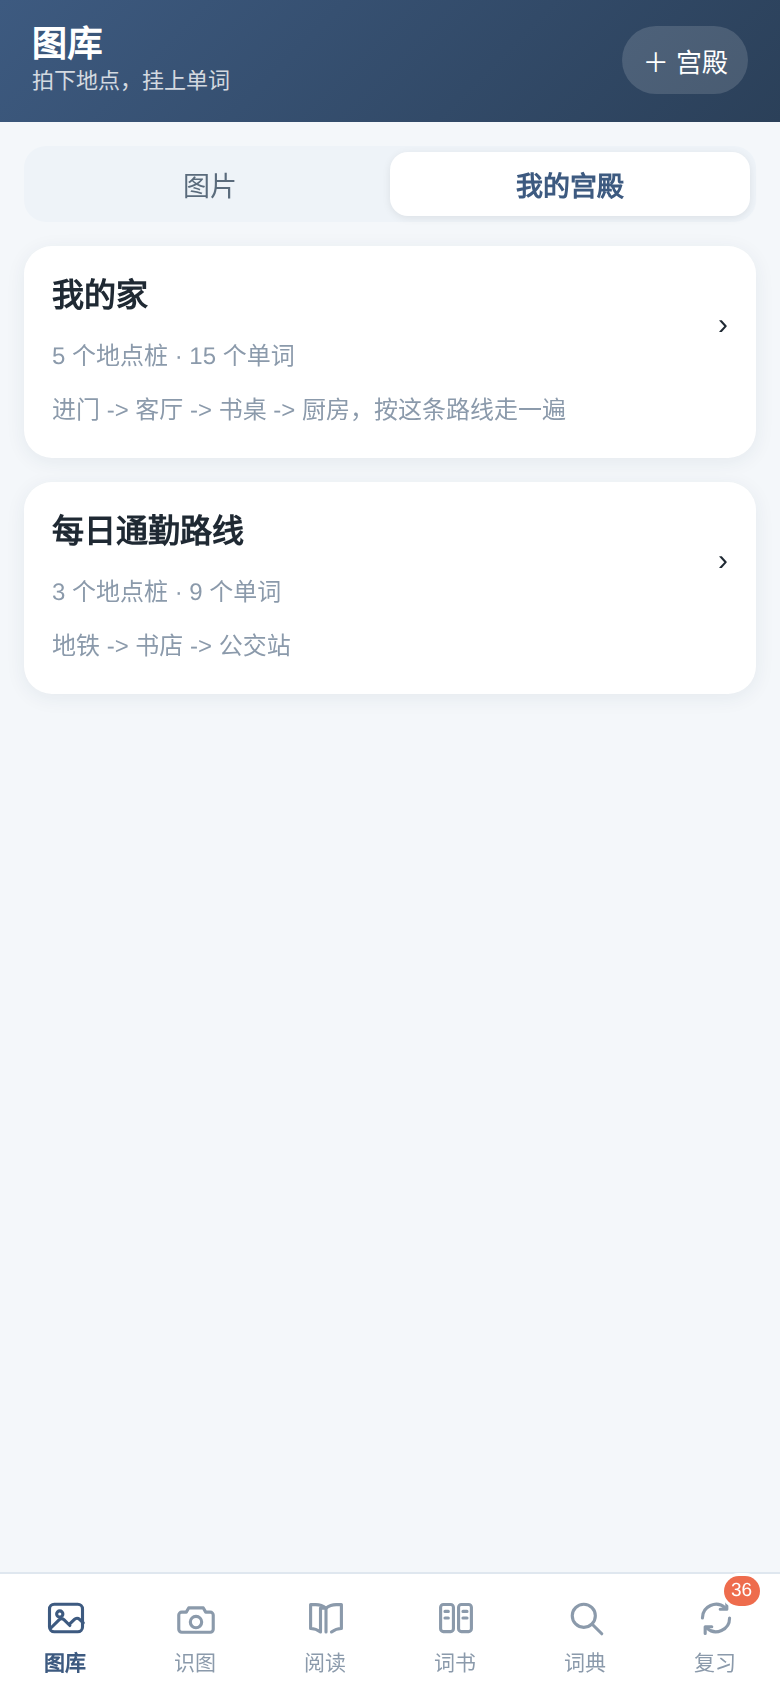 图库
拍下地点，挂上单词
＋ 宫殿
图片
我的宫殿
我的家
›
5 个地点桩 · 15 个单词
进门 -> 客厅 -> 书桌 -> 厨房，按这条路线走一遍
每日通勤路线
›
3 个地点桩 · 9 个单词
地铁 -> 书店 -> 公交站
36
图库
识图
阅读
词书
词典
复习